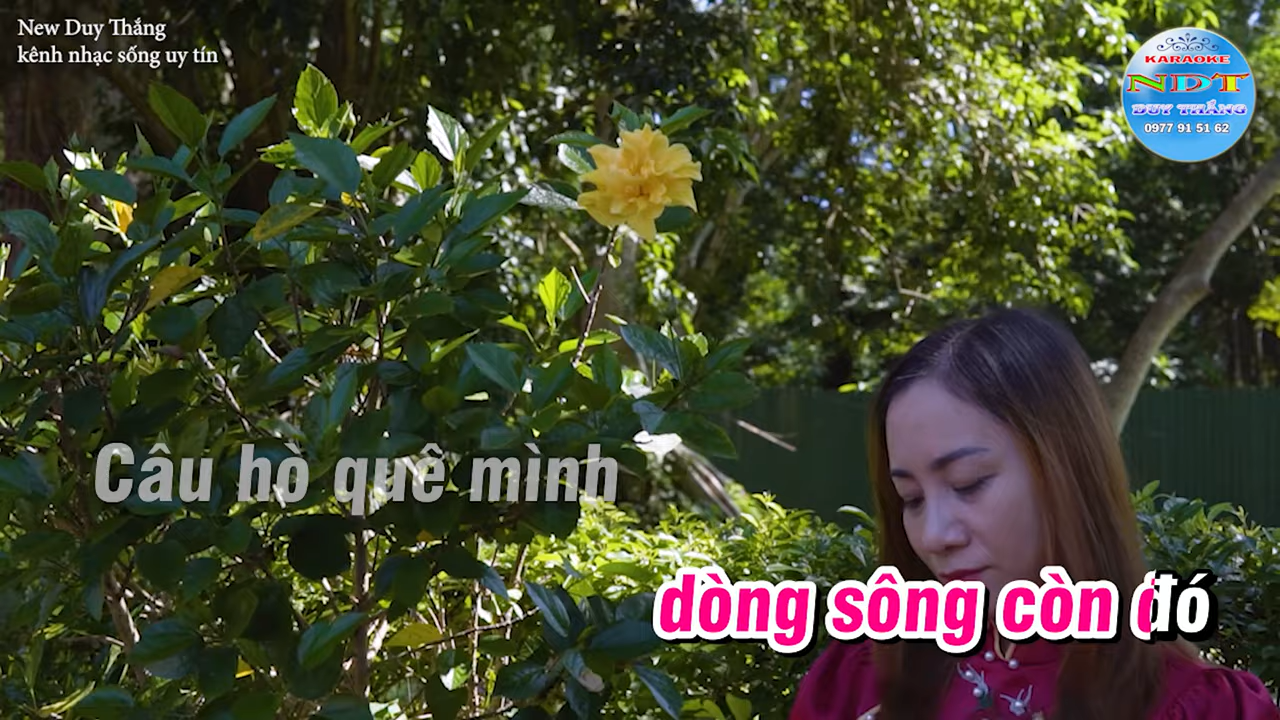 New Duy Thắng
kênh nhạc sống uy tín
KARAOKE
NDT
DUY THẮNG
0977 91 51 62
Câu hò quê mình
dòng sông còn đó